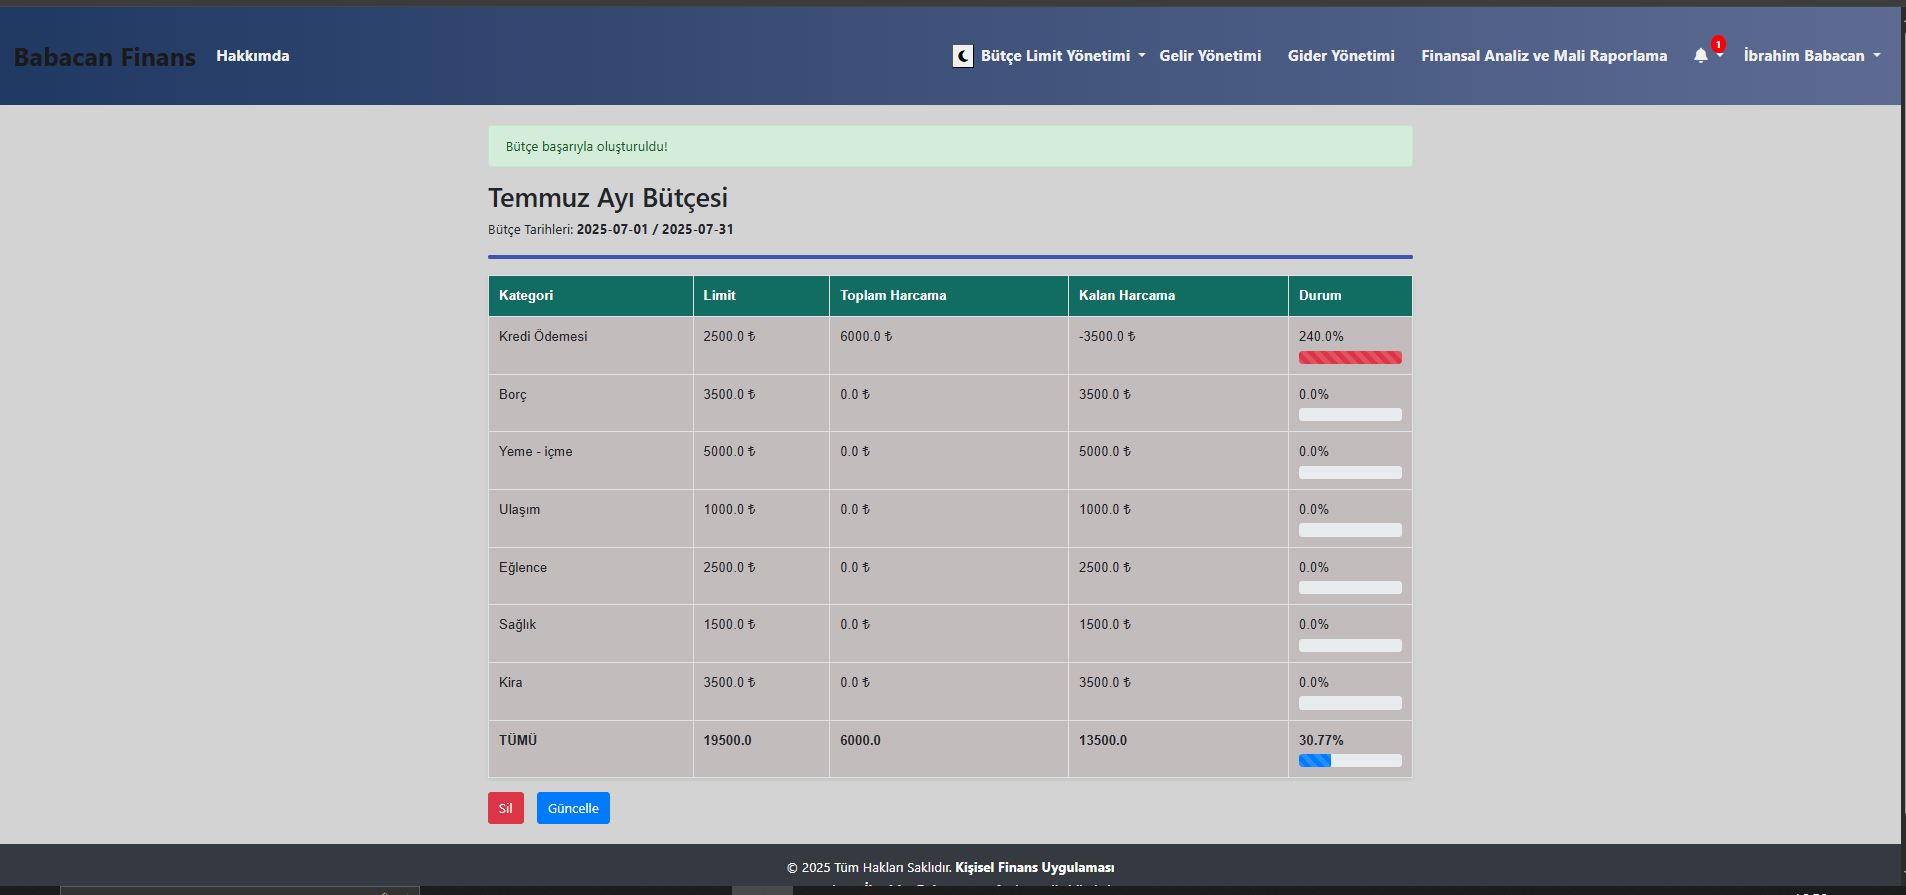 Babacan Finans Hakkımda Bütçe Limit Yönetimi Gelir Yönetimi Gider Yönetimi Finansal Analiz ve Mali Raporlama 1 İbrahim Babacan
Bütçe başarıyla oluşturuldu!
Temmuz Ayı Bütçesi
Bütçe Tarihleri: 2025-07-01 / 2025-07-31
Kategori Limit Toplam Harcama Kalan Harcama Durum
Kredi Ödemesi 2500.0 ₺ 6000.0 ₺ -3500.0 ₺ 240.0%
Borç 3500.0 ₺ 0.0 ₺ 3500.0 ₺ 0.0%
Yeme - içme 5000.0 ₺ 0.0 ₺ 5000.0 ₺ 0.0%
Ulaşım 1000.0 ₺ 0.0 ₺ 1000.0 ₺ 0.0%
Eğlence 2500.0 ₺ 0.0 ₺ 2500.0 ₺ 0.0%
Sağlık 1500.0 ₺ 0.0 ₺ 1500.0 ₺ 0.0%
Kira 3500.0 ₺ 0.0 ₺ 3500.0 ₺ 0.0%
TÜMÜ 19500.0 6000.0 13500.0 30.77%
Sil Güncelle
© 2025 Tüm Hakları Saklıdır. Kişisel Finans Uygulaması